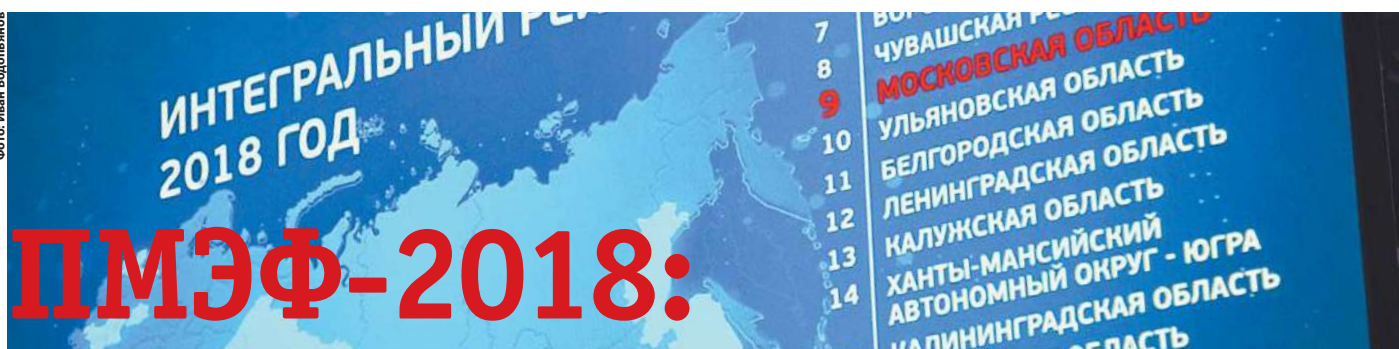 Фото: Иван Водопьянов
ИНТЕГРАЛЬНЫЙ
2018 ГОД
7
8 ЧУВАШСКАЯ
9 МОСКОВСКАЯ ОБЛАСТЬ
10 УЛЬЯНОВСКАЯ ОБЛАСТЬ
11 БЕЛГОРОДСКАЯ ОБЛАСТЬ
12 ЛЕНИНГРАДСКАЯ ОБЛАСТЬ
13 КАЛУЖСКАЯ ОБЛАСТЬ
14 ХАНТЫ-МАНСИЙСКИЙ
АВТОНОМНЫЙ ОКРУГ - ЮГРА
КАЛИНИНГРАДСКАЯ ОБЛАСТЬ
ОБЛАСТЬ
ПМЭФ-2018: